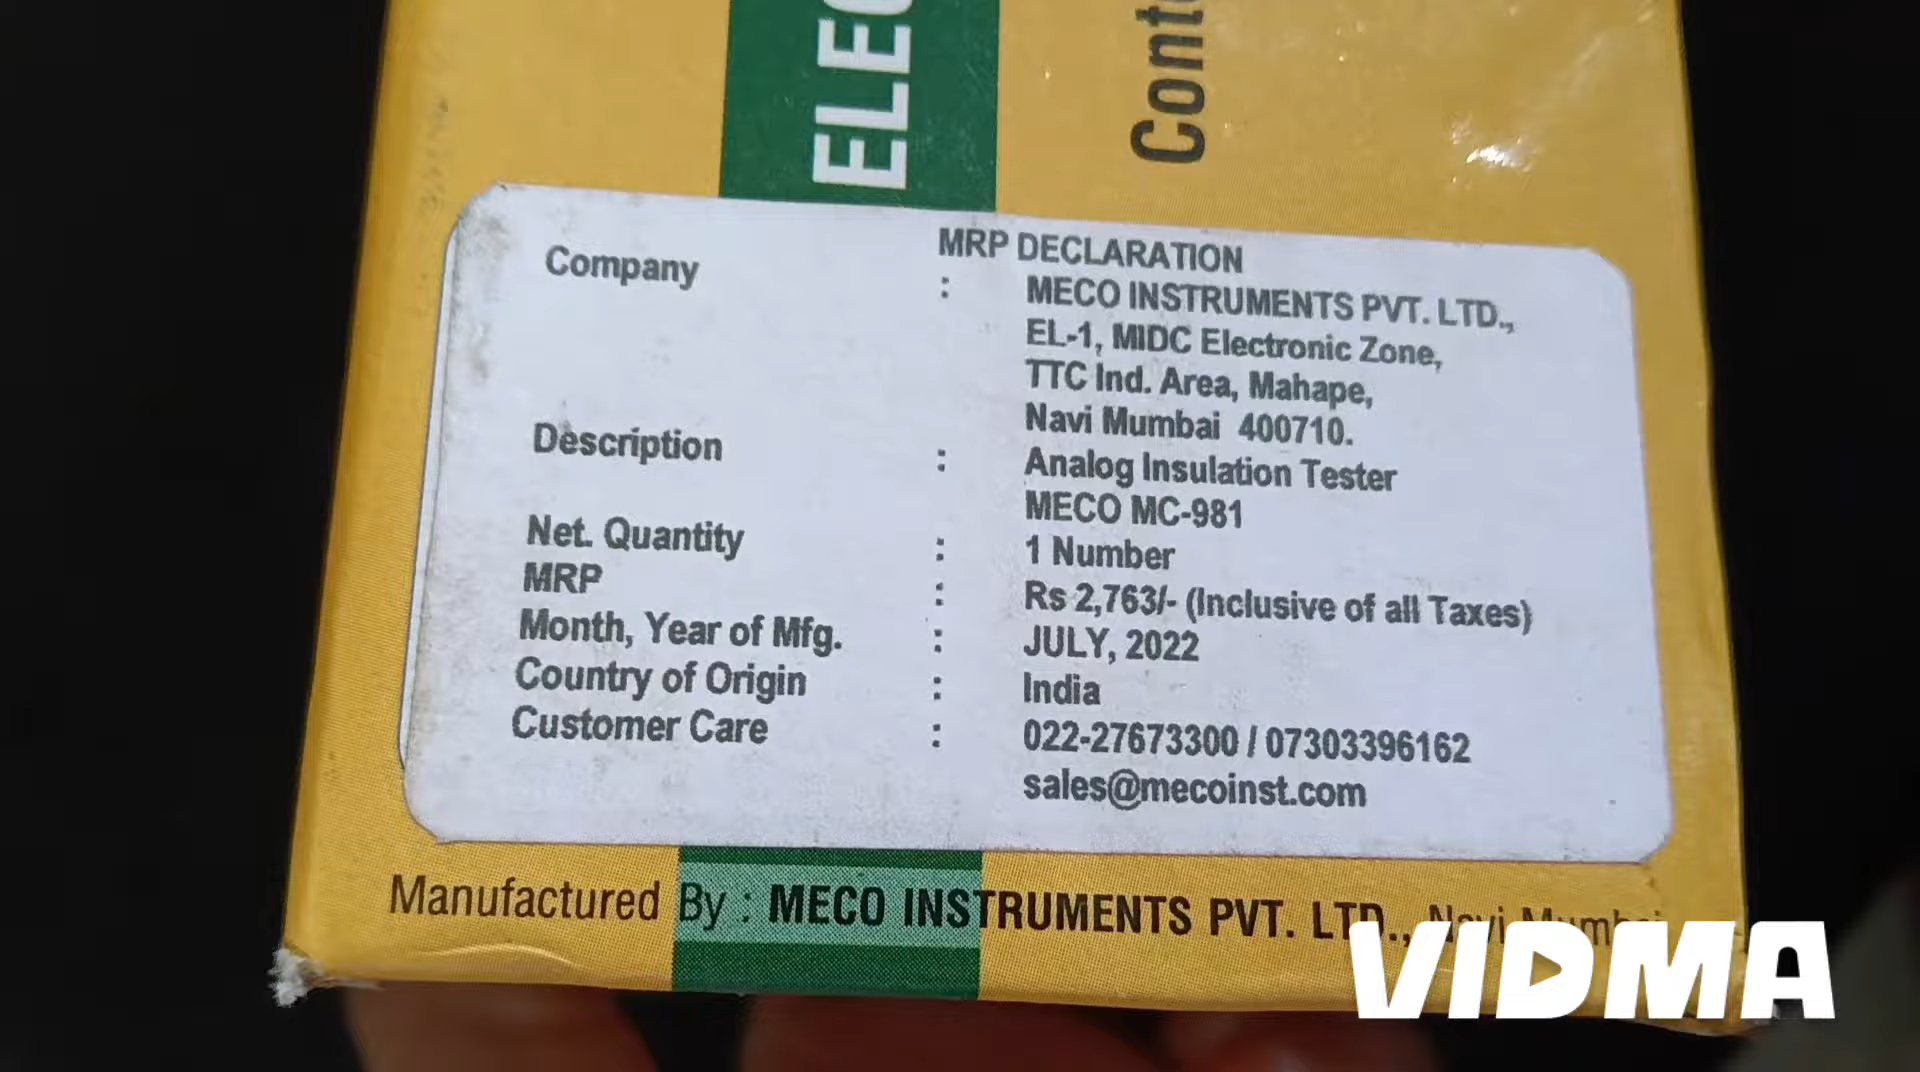 ELEC
Conte
MRP DECLARATION
Company : MECO INSTRUMENTS PVT. LTD.,
EL-1, MIDC Electronic Zone,
TTC Ind. Area, Mahape,
Navi Mumbai 400710.
Description : Analog Insulation Tester
MECO MC-981
Net. Quantity : 1 Number
MRP : Rs 2,763/- (Inclusive of all Taxes)
Month, Year of Mfg. : JULY, 2022
Country of Origin : India
Customer Care : 022-27673300 / 07303396162
sales@mecoinst.com
Manufactured By : MECO INSTRUMENTS PVT. LTD., Navi Mumbai
VIDMA